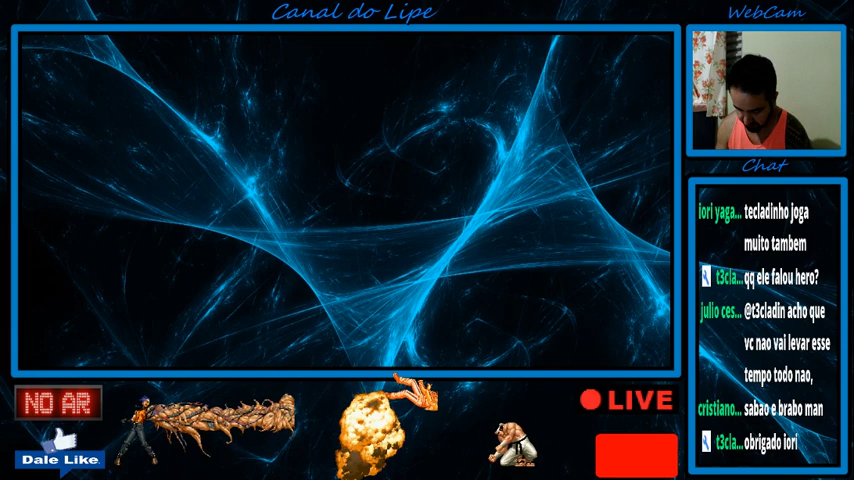 Canal do Lipe
WebCam
Chat
iori yaga... tecladinho joga
muito tambem
t3cla... qq ele falou hero?
julio ces... @t3cladin acho que
vc nao vai levar esse
tempo todo nao,
cristiano... sabao e brabo man
t3cla... obrigado iori
NO AR
LIVE
Dale Like.